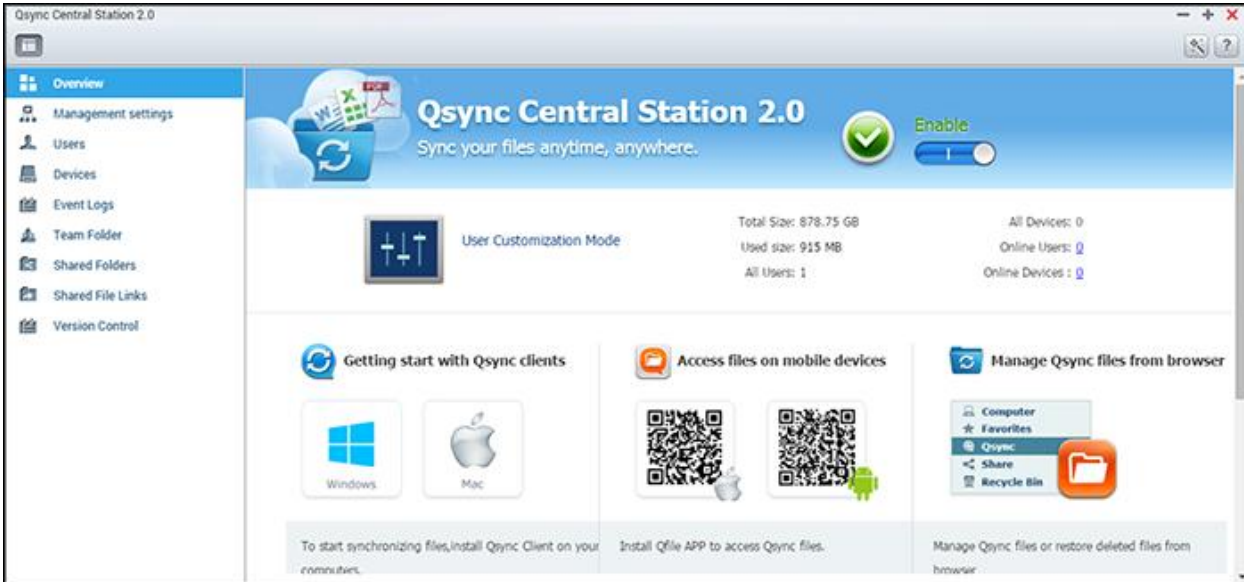 Qsync Central Station 2.0
Overview
Management settings
Users
Devices
Event Logs
Team Folder
Shared Folders
Shared File Links
Version Control
PDF
W X
Qsync Central Station 2.0
Sync your files anytime, anywhere.
Enable
User Customization Mode
Total Size: 878.75 GB
Used size: 915 MB
All Users: 1
All Devices: 0
Online Users: 0
Online Devices : 0
Getting start with Qsync clients
Windows
Mac
To start synchronizing files,install Qsync Client on your
computers.
Access files on mobile devices
Install Qfile APP to access Qsync files.
Manage Qsync files from browser
Computer
Favorites
Qsync
Share
Recycle Bin
Manage Qsync files or restore deleted files from
browser